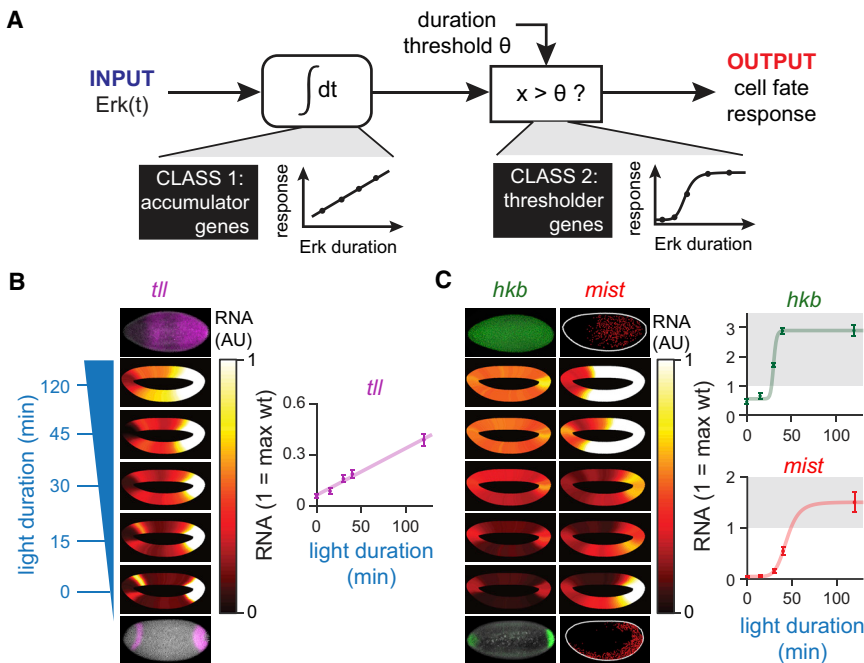 A
INPUT
Erk(t)
∫ dt
duration
threshold θ
x > θ ?
OUTPUT
cell fate
response
CLASS 1:
accumulator
genes
response
Erk duration
CLASS 2:
thresholder
genes
response
Erk duration
B
tll
RNA
(AU)
1
0
light duration (min)
120
45
30
15
0
RNA (1 = max wt)
tll
0.6
0.3
0
0
50
100
light duration
(min)
C
hkb
mist
RNA
(AU)
1
0
RNA (1 = max wt)
hkb
3
2
1
0
0
50
100
mist
2
1
0
0
50
100
light duration
(min)